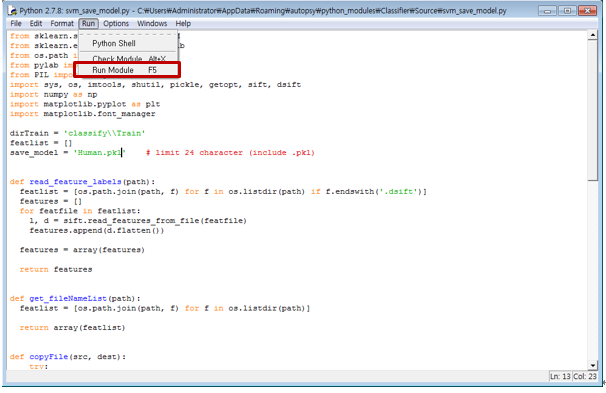 Python 2.7.8: svm_save_model.py - C:₩Users₩Administrator₩AppData₩Roaming₩autopsy₩python_modules₩Classifier₩Source₩svm_save_model.py
File Edit Format Run Options Windows Help
Python Shell
Check Module Alt+X
Run Module F5
from sklearn.s
from sklearn.e b
from os.path i
from pylab im
from PIL impo
import sys, os, imtools, shutil, pickle, getopt, sift, dsift
import numpy as np
import matplotlib.pyplot as plt
import matplotlib.font_manager
dirTrain = 'classify\\Train'
featlist = []
save_model = 'Human.pkl' # limit 24 character (include .pkl)
def read_feature_labels(path):
featlist = [os.path.join(path, f) for f in os.listdir(path) if f.endswith('.dsift')]
features = []
for featfile in featlist:
l, d = sift.read_features_from_file(featfile)
features.append(d.flatten())
features = array(features)
return features
def get_fileNameList(path):
featlist = [os.path.join(path, f) for f in os.listdir(path)]
return array(featlist)
def copyFile(src, dest):
try:
Ln: 13 Col: 23